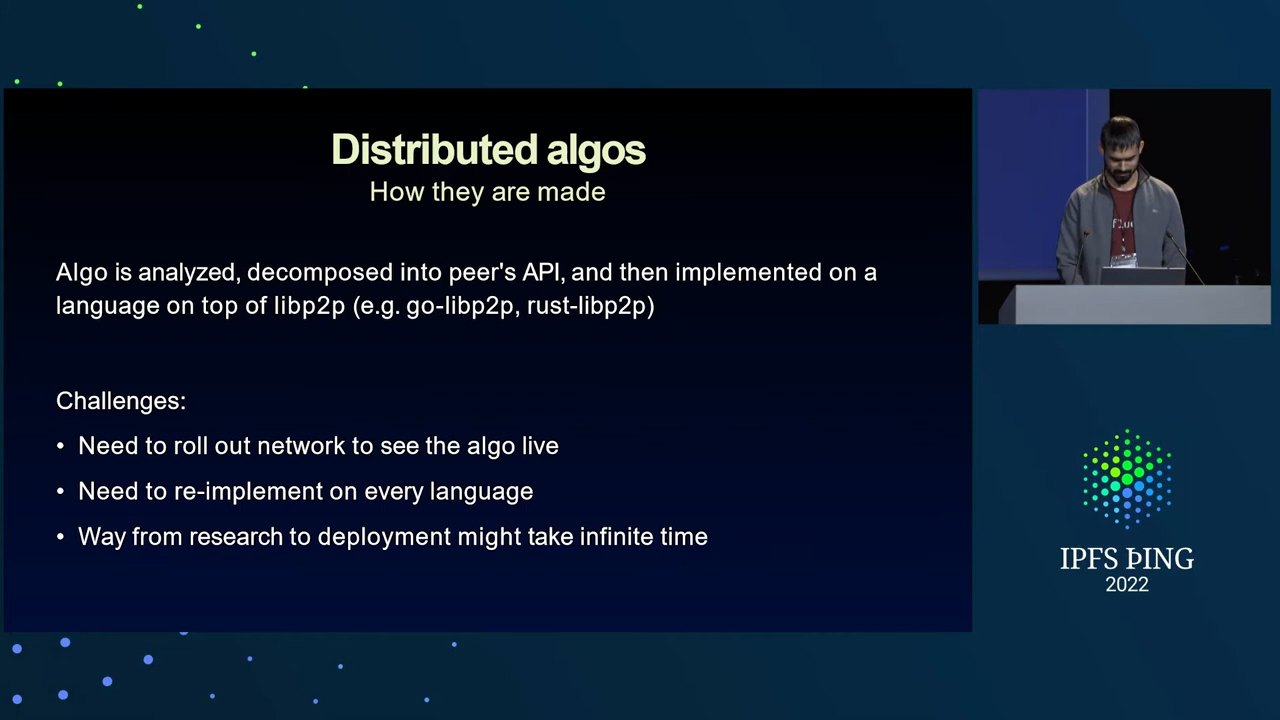 Distributed algos
How they are made
Algo is analyzed, decomposed into peer's API, and then implemented on a
language on top of libp2p (e.g. go-libp2p, rust-libp2p)
Challenges:
• Need to roll out network to see the algo live
• Need to re-implement on every language
• Way from research to deployment might take infinite time
IPFS ÞING
2022